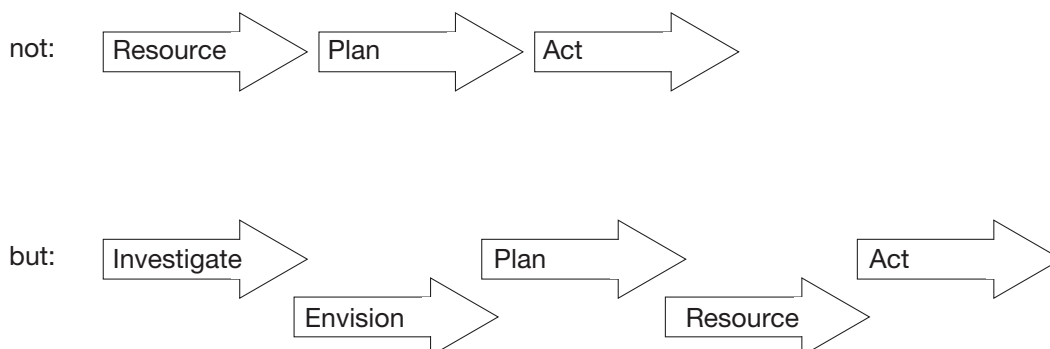 not: Resource Plan Act
but: Investigate Plan Act
Envision Resource